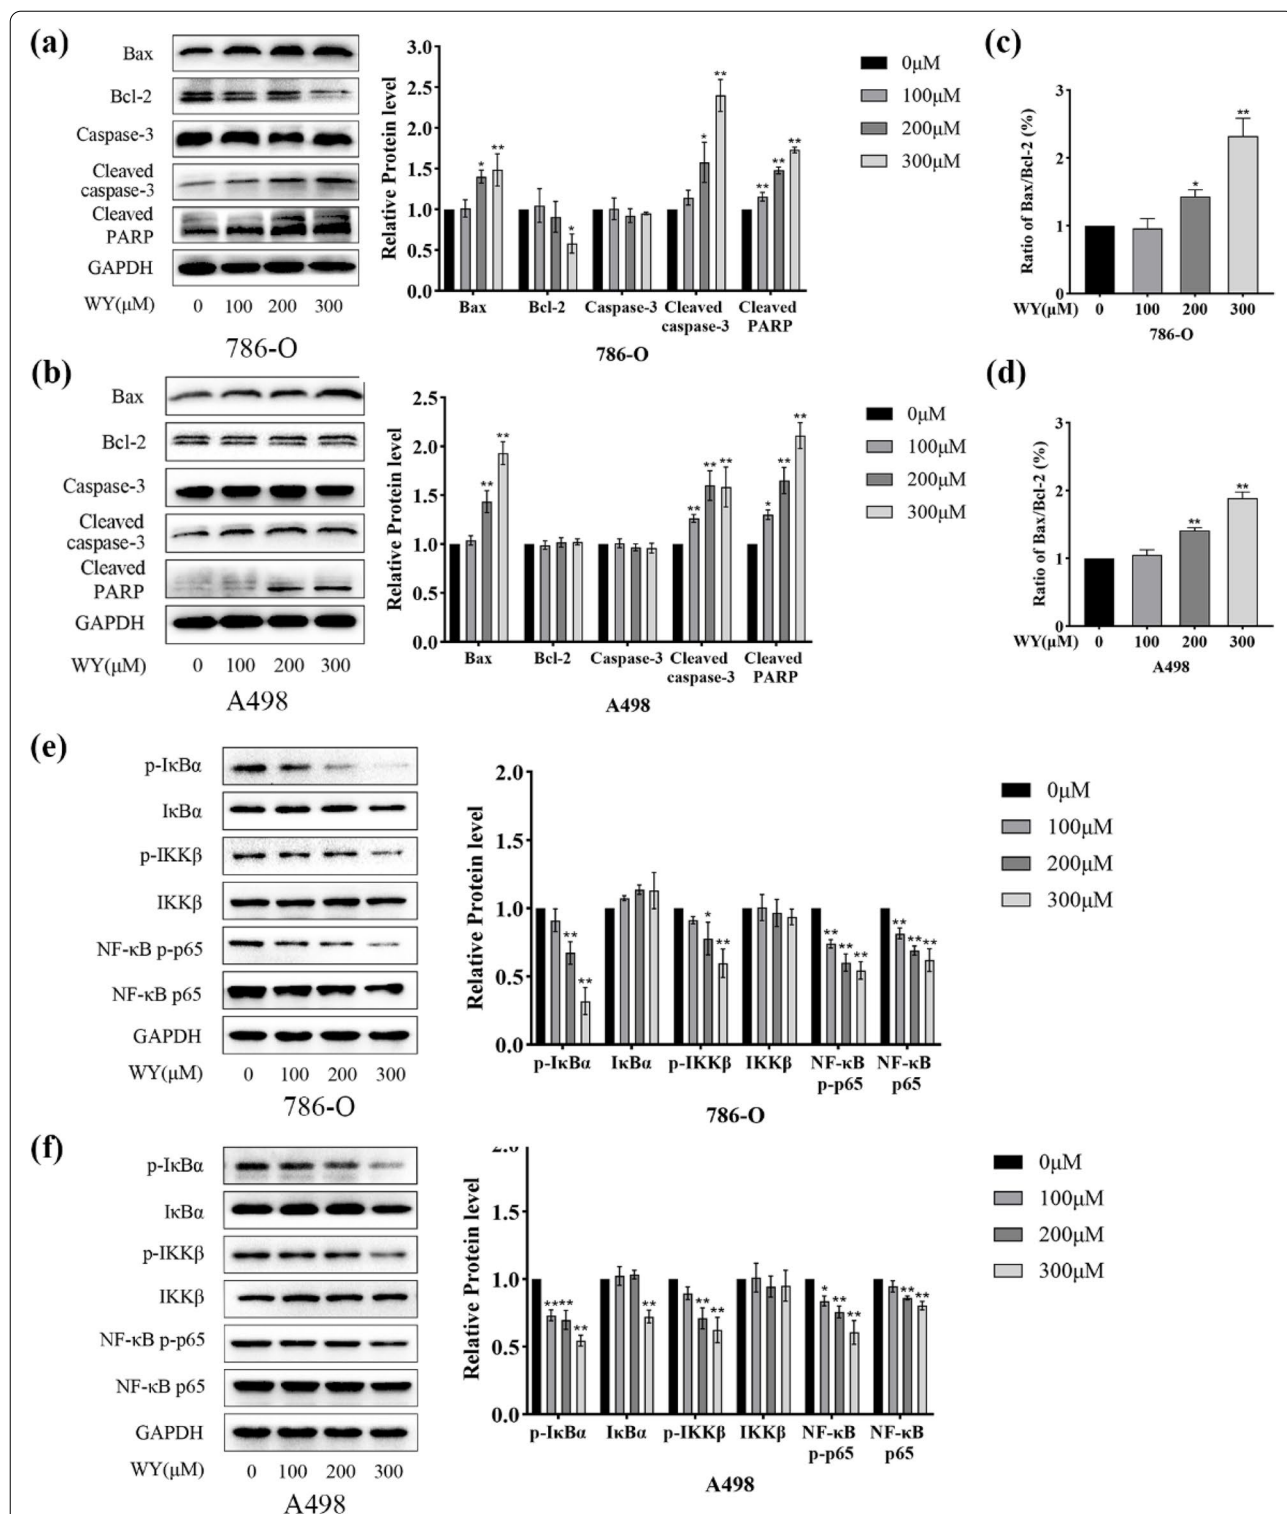 (a)
Bax
Bcl-2
Caspase-3
Cleaved
caspase-3
Cleaved
PARP
GAPDH
WY(μM) 0 100 200 300
786-O
Relative Protein level
3.0
2.5
2.0
1.5
1.0
0.5
0.0
* ** * * ** ** ** **
Bax Bcl-2 Caspase-3 Cleaved caspase-3 Cleaved PARP
786-O
0μM
100μM
200μM
300μM
(c)
Ratio of Bax/Bcl-2 (%)
3
2
1
0
* **
WY(μM) 0 100 200 300
786-O
(b)
Bax
Bcl-2
Caspase-3
Cleaved
caspase-3
Cleaved
PARP
GAPDH
WY(μM) 0 100 200 300
A498
Relative Protein level
2.5
2.0
1.5
1.0
0.5
0.0
** ** ** ** ** * ** **
Bax Bcl-2 Caspase-3 Cleaved caspase-3 Cleaved PARP
A498
0μM
100μM
200μM
300μM
(d)
Ratio of Bax/Bcl-2 (%)
3
2
1
0
** **
WY(μM) 0 100 200 300
A498
(e)
p-IκBα
IκBα
p-IKKβ
IKKβ
NF-κB p-p65
NF-κB p65
GAPDH
WY(μM) 0 100 200 300
786-O
Relative Protein level
2.0
1.5
1.0
0.5
0.0
** ** * ** ** ** ** ** ** **
p-IκBα IκBα p-IKKβ IKKβ NF-κB p-p65 NF-κB p65
786-O
0μM
100μM
200μM
300μM
(f)
p-IκBα
IκBα
p-IKKβ
IKKβ
NF-κB p-p65
NF-κB p65
GAPDH
WY(μM) 0 100 200 300
A498
Relative Protein level
2.0
1.5
1.0
0.5
0.0
** ** ** ** ** ** * ** ** ** **
p-IκBα IκBα p-IKKβ IKKβ NF-κB p-p65 NF-κB p65
A498
0μM
100μM
200μM
300μM